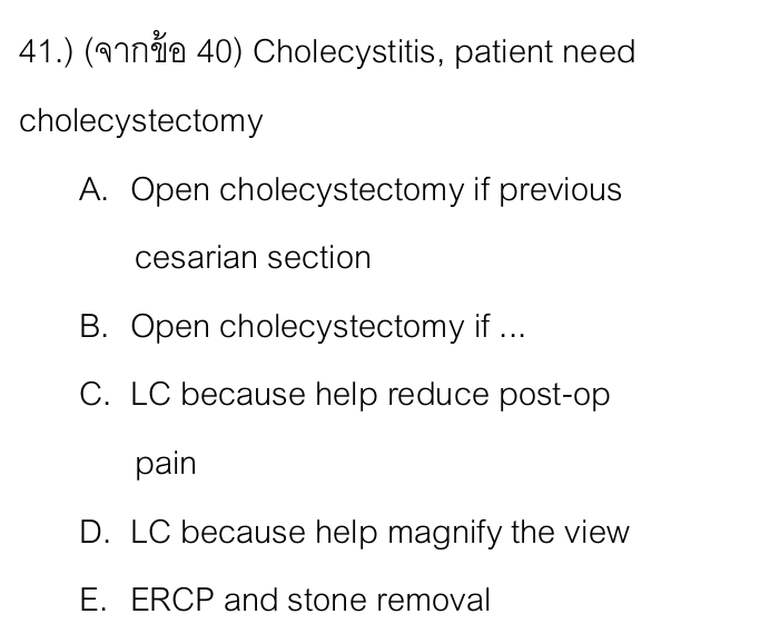 41.) (จากข้อ 40) Cholecystitis, patient need
cholecystectomy
A. Open cholecystectomy if previous
cesarian section
B. Open cholecystectomy if ...
C. LC because help reduce post-op
pain
D. LC because help magnify the view
E. ERCP and stone removal